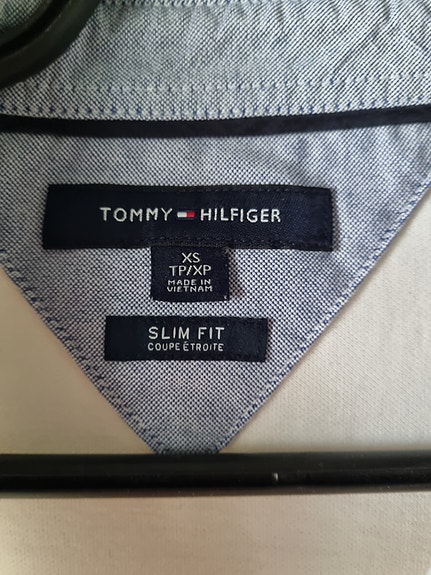 TOMMY HILFIGER
XS
TP/XP
MADE IN
VIETNAM
SLIM FIT
COUPE ÉTROITE